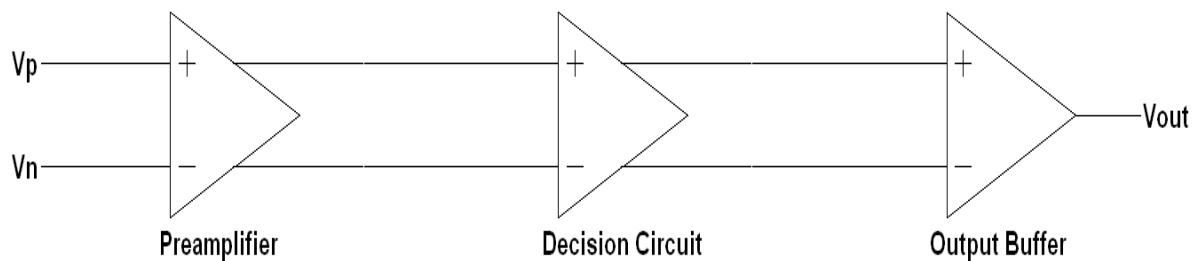 Vp + + +
Vout
Vn − − −
Preamplifier Decision Circuit Output Buffer